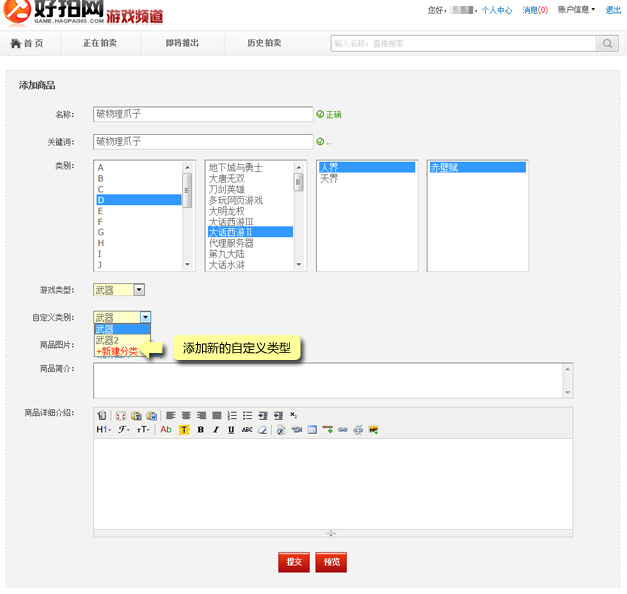 好拍网 游戏频道
GAME.HAOPAI365.COM
您好， ， 个人中心 消息(0) 账户信息 退出
首 页 正在拍卖 即将推出 历史拍卖 输入名称，直接搜索
添加商品
名称： 破物理爪子 正确
关键词： 破物理爪子 ..
类别：
A
B
C
D
E
F
G
H
I
J
地下城与勇士
大唐无双
刀剑英雄
多玩网页游戏
大明龙权
大话西游III
大话西游II
代理服务器
第九大陆
大话水浒
人界
天界
赤壁赋
游戏类型： 武器
自定义类别： 武器
武器
武器2
+新建分类
添加新的自定义类型
商品图片：
商品简介：
商品详细介绍：
H1 F TT Ab T B I U ABC
提交 预览